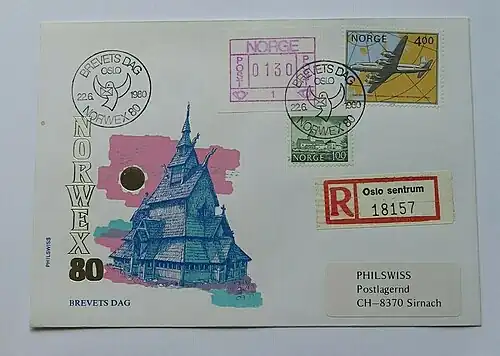 BREVETS DAG
OSLO
22.6. 1980
NORWEX 80
NORGE
POST
0130
1
BREVETS DAG
OSLO
22.6. 1980
NORWEX 80
NORGE 4.00
NORGE 1.00
R Oslo sentrum
18157
NORWEX
80
PHILSWISS
BREVETS DAG
PHILSWISS
Postlagernd
CH-8370 Sirnach